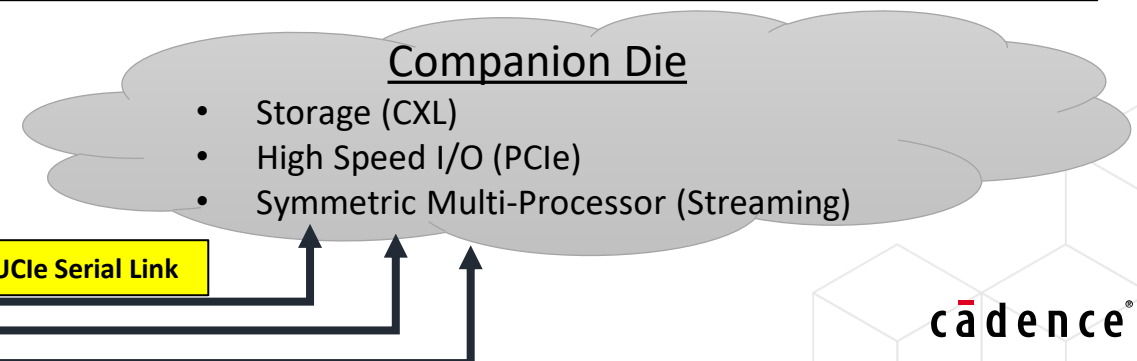 Companion Die
• Storage (CXL)
• High Speed I/O (PCIe)
• Symmetric Multi-Processor (Streaming)
UCIe Serial Link
cādence®